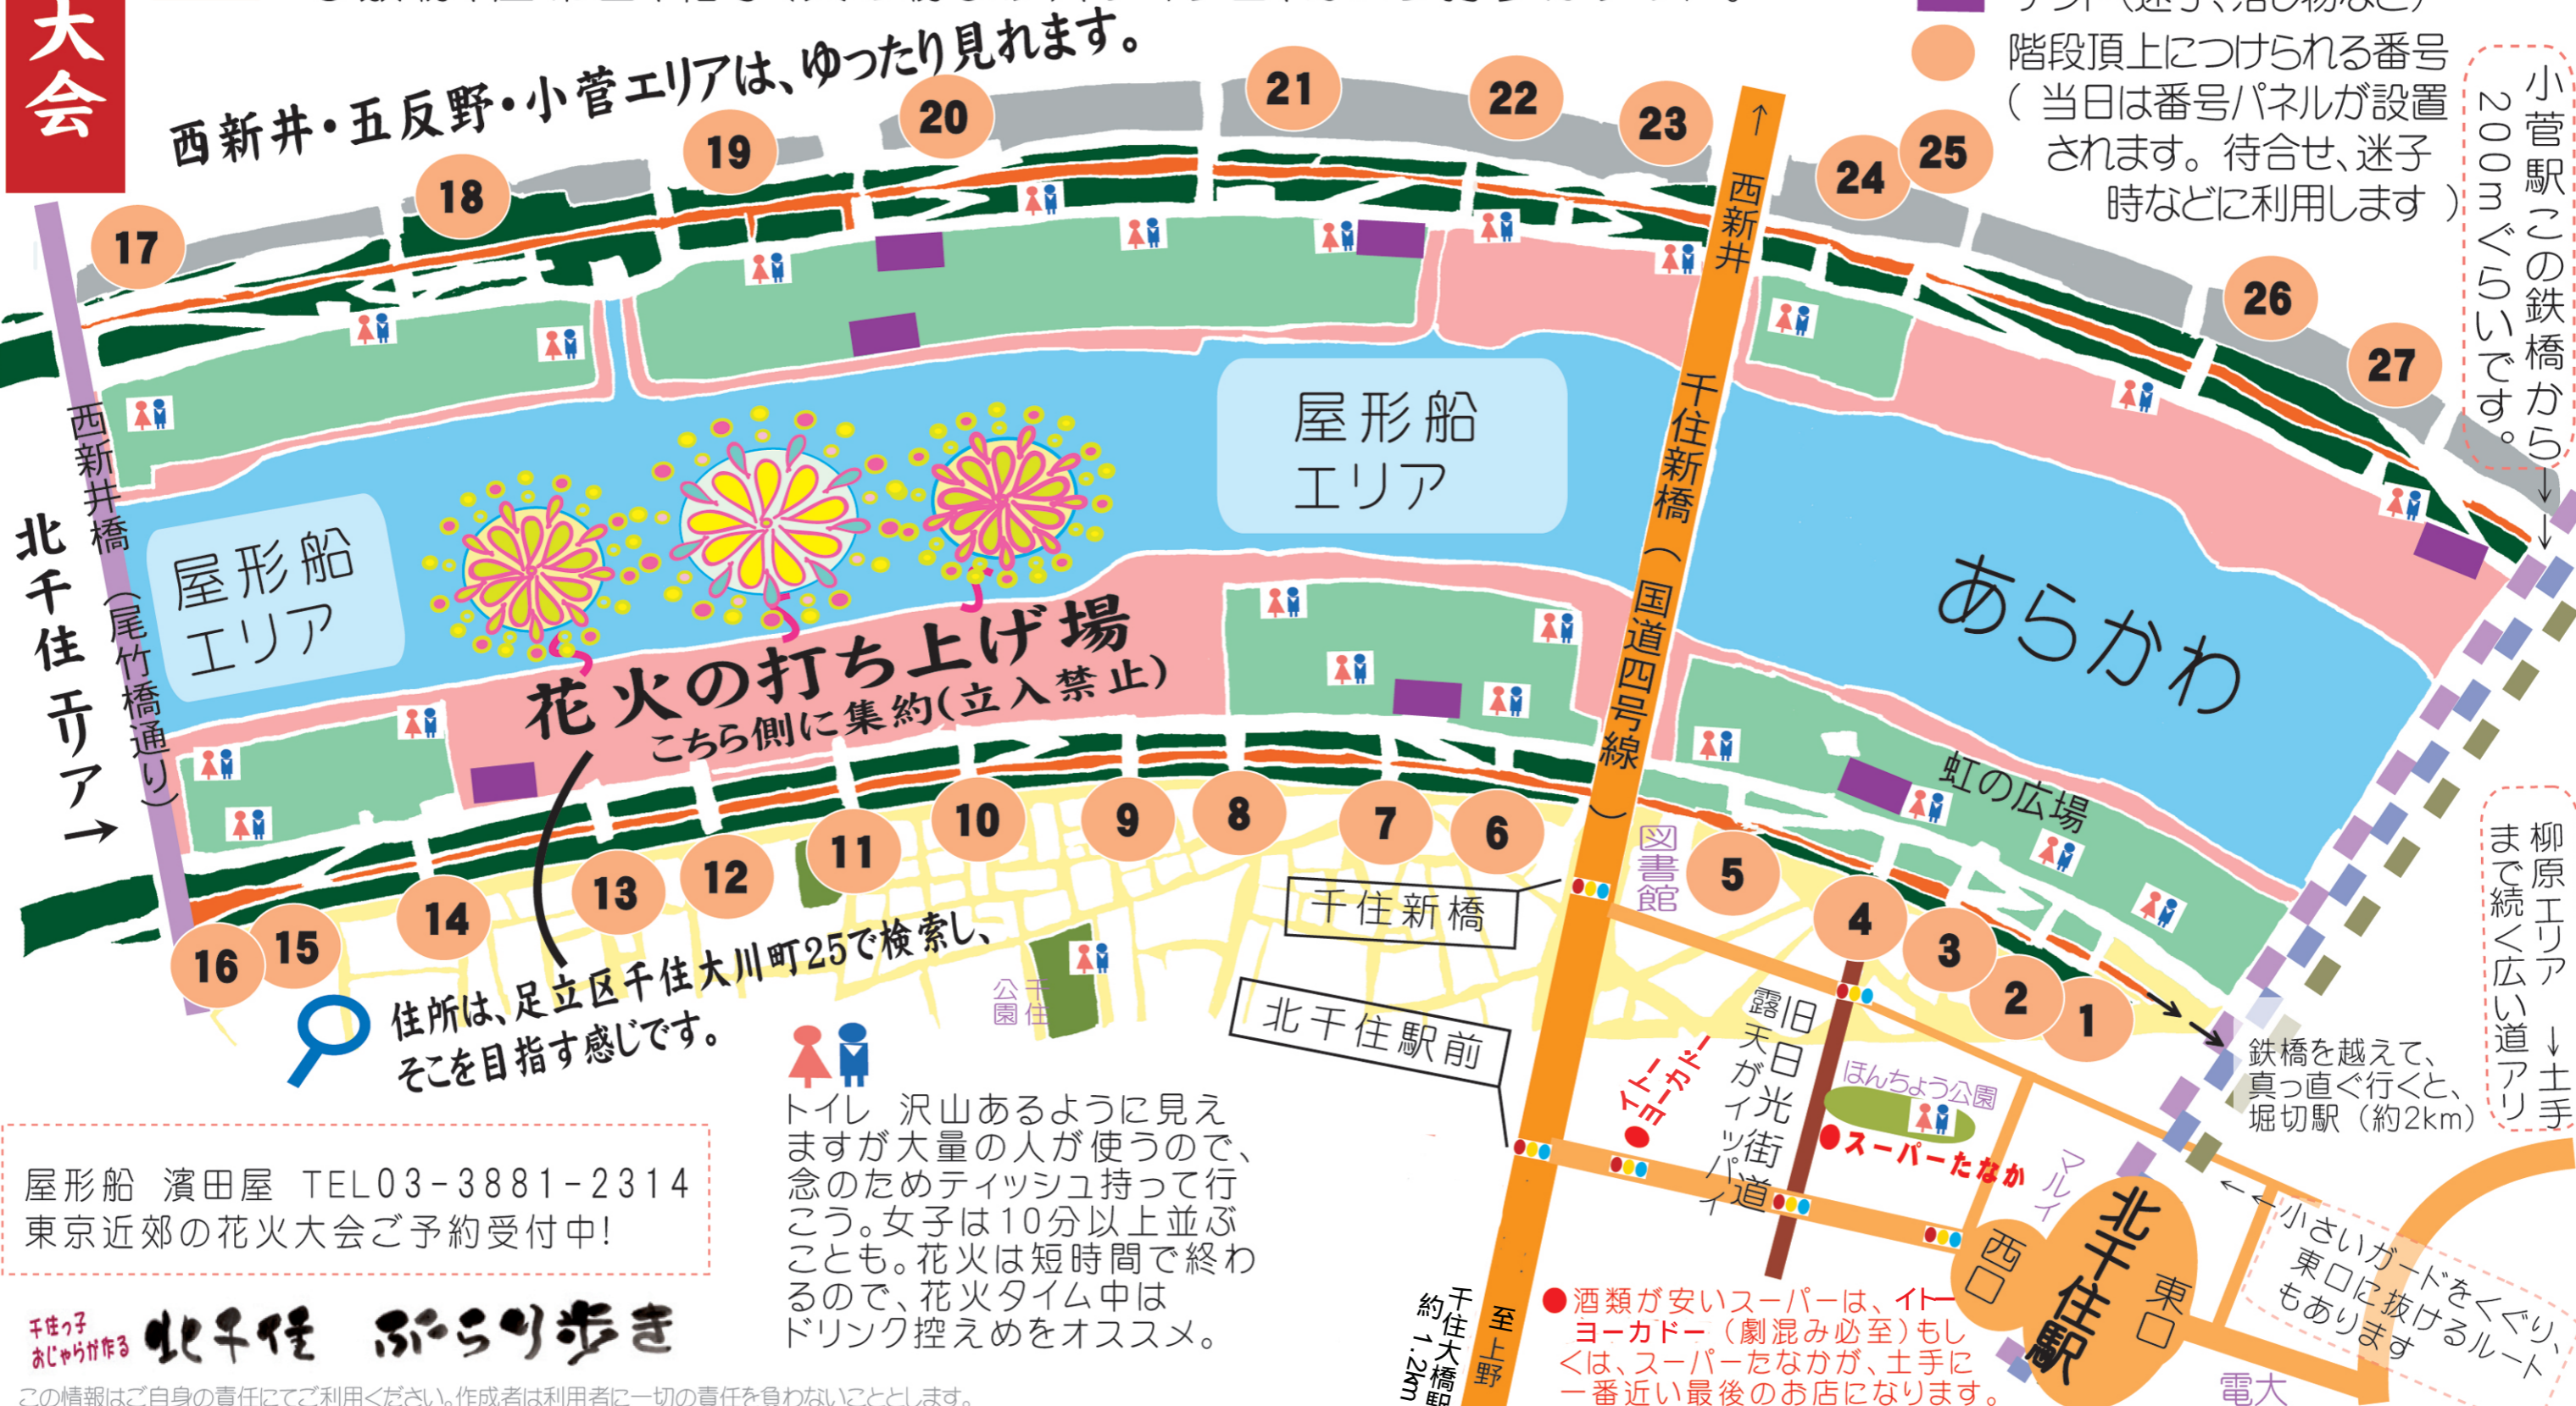 大会
西新井・五反野・小菅エリアは、ゆったり見れます。
テント(迷子、落し物など)
階段頂上につけられる番号
( 当日は番号パネルが設置
されます。待合せ、迷子
時などに利用します )
小菅駅この鉄橋から→→
200mぐらいです。
17
18
19
20
21
22
23
24
25
26
27
↑
西新井
千住新橋(国道四号線)
西新井橋(尾竹橋通り)
北千住エリア→
屋形船
エリア
屋形船
エリア
あらかわ
花火の打ち上げ場
こちら側に集約(立入禁止)
虹の広場
16
15
14
13
12
11
10
9
8
7
6
5
4
3
2
1
図書館
千住新橋
北千住駅前
千住
公園
住所は、足立区千住大川町25で検索し、
そこを目指す感じです。
柳原エリア →土手
まで続く広い道アリ
鉄橋を越えて、
真っ直ぐ行くと、
堀切駅(約2km)
イトーヨーカドー
旧日光街道
露天がイッパイ
ほんちょう公園
スーパーたなか
マルイ
西口
北千住駅
東口
←←小さいガードをくぐり、
東口に抜けるルート
もあります
電大
トイレ 沢山あるように見え
ますが大量の人が使うので、
念のためティッシュ持って行
こう。女子は10分以上並ぶ
ことも。花火は短時間で終わ
るので、花火タイム中は
ドリンク控えめをオススメ。
屋形船 濱田屋 TEL03-3881-2314
東京近郊の花火大会ご予約受付中!
千住っ子
おじゃらが作る
北千住 ぶらり歩き
至上野
千住大橋駅
約1.2km
●酒類が安いスーパーは、イトー
ヨーカドー(劇混み必至)もし
くは、スーパーたなかが、土手に
一番近い最後のお店になります。
この情報はご自身の責任にてご利用ください。作成者は利用者に一切の責任を負わないこととします。